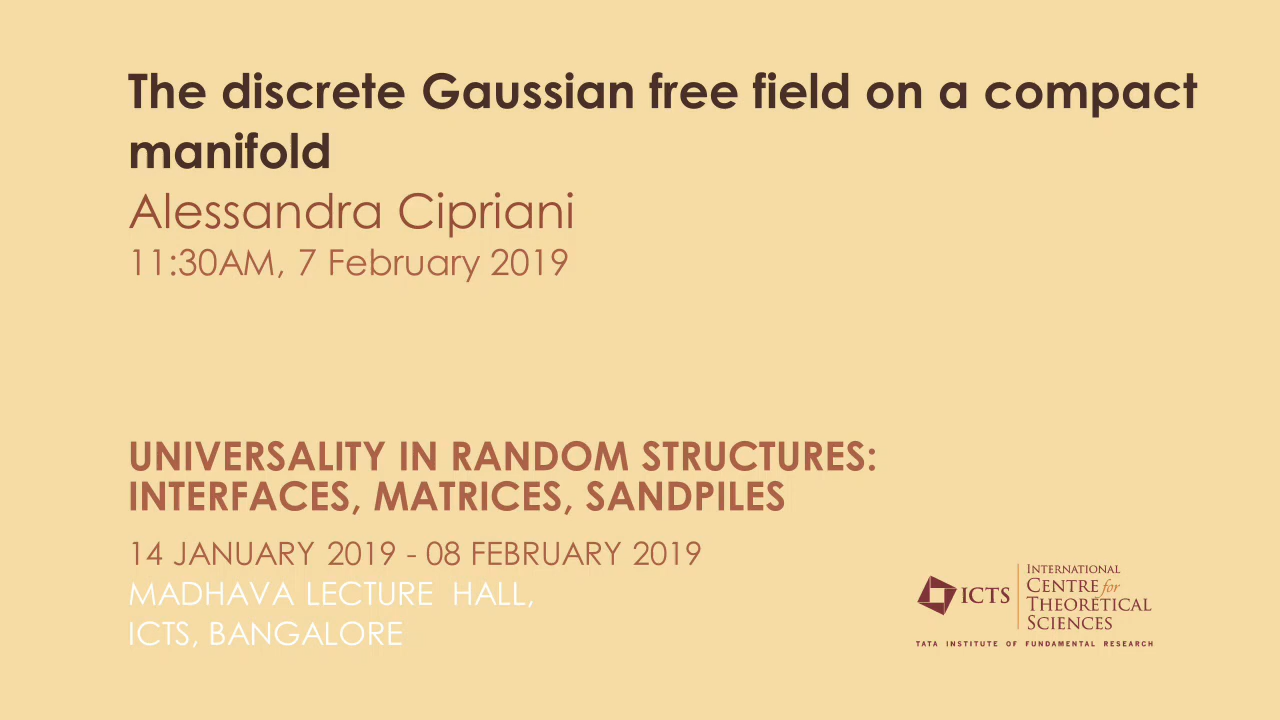 The discrete Gaussian free field on a compact
manifold
Alessandra Cipriani
11:30AM, 7 February 2019
UNIVERSALITY IN RANDOM STRUCTURES:
INTERFACES, MATRICES, SANDPILES
14 JANUARY 2019 - 08 FEBRUARY 2019
MADHAVA LECTURE HALL,
ICTS, BANGALORE
ICTS
INTERNATIONAL
CENTRE for
THEORETICAL
SCIENCES
TATA INSTITUTE OF FUNDAMENTAL RESEARCH